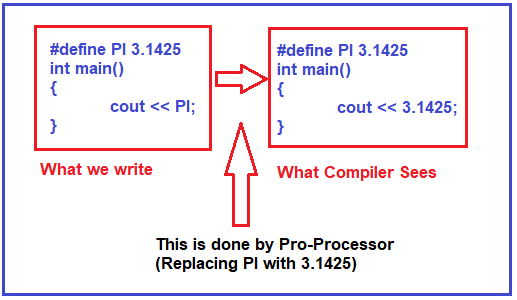 #define PI 3.1425
int main()
{
cout << PI;
}
What we write
#define PI 3.1425
int main()
{
cout << 3.1425;
}
What Compiler Sees
This is done by Pro-Processor
(Replacing PI with 3.1425)